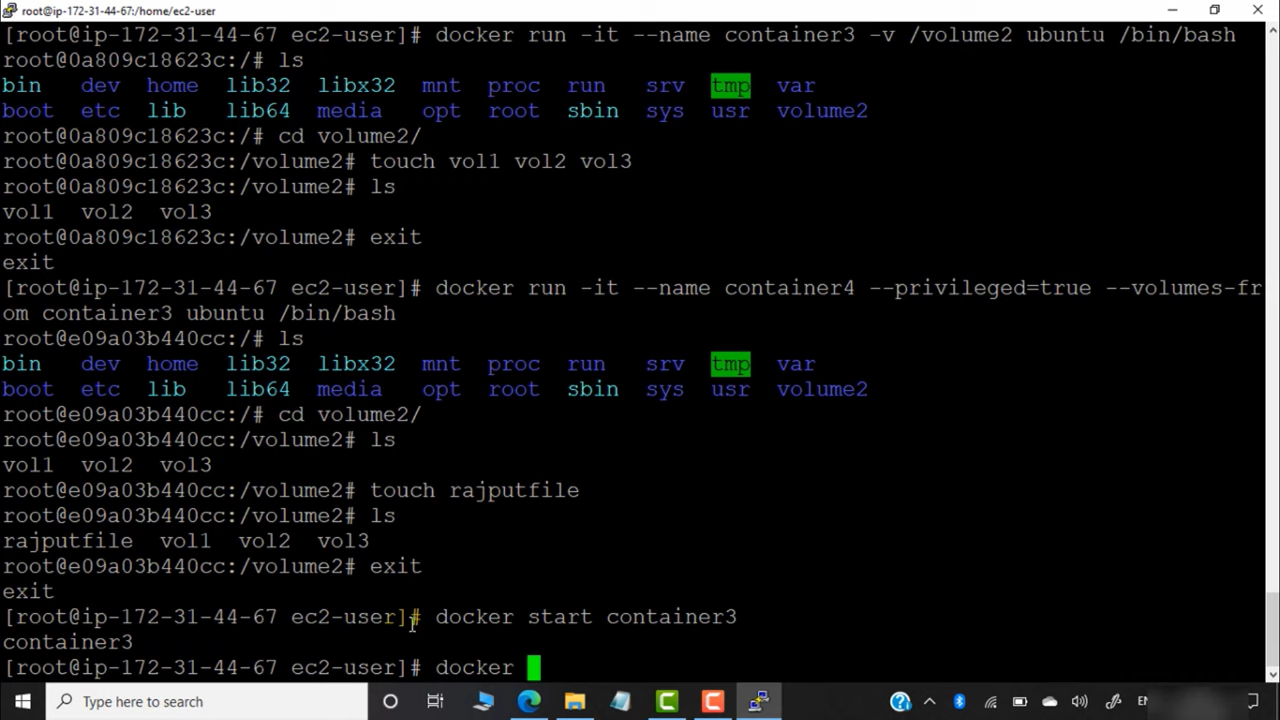 root@ip-172-31-44-67:/home/ec2-user
[root@ip-172-31-44-67 ec2-user]# docker run -it --name container3 -v /volume2 ubuntu /bin/bash
root@0a809c18623c:/# ls
bin dev home lib32 libx32 mnt proc run srv tmp var
boot etc lib lib64 media opt root sbin sys usr volume2
root@0a809c18623c:/# cd volume2/
root@0a809c18623c:/volume2# touch vol1 vol2 vol3
root@0a809c18623c:/volume2# ls
vol1 vol2 vol3
root@0a809c18623c:/volume2# exit
exit
[root@ip-172-31-44-67 ec2-user]# docker run -it --name container4 --privileged=true --volumes-fr
om container3 ubuntu /bin/bash
root@e09a03b440cc:/# ls
bin dev home lib32 libx32 mnt proc run srv tmp var
boot etc lib lib64 media opt root sbin sys usr volume2
root@e09a03b440cc:/# cd volume2/
root@e09a03b440cc:/volume2# ls
vol1 vol2 vol3
root@e09a03b440cc:/volume2# touch rajputfile
root@e09a03b440cc:/volume2# ls
rajputfile vol1 vol2 vol3
root@e09a03b440cc:/volume2# exit
exit
[root@ip-172-31-44-67 ec2-user]# docker start container3
container3
[root@ip-172-31-44-67 ec2-user]# docker
Type here to search